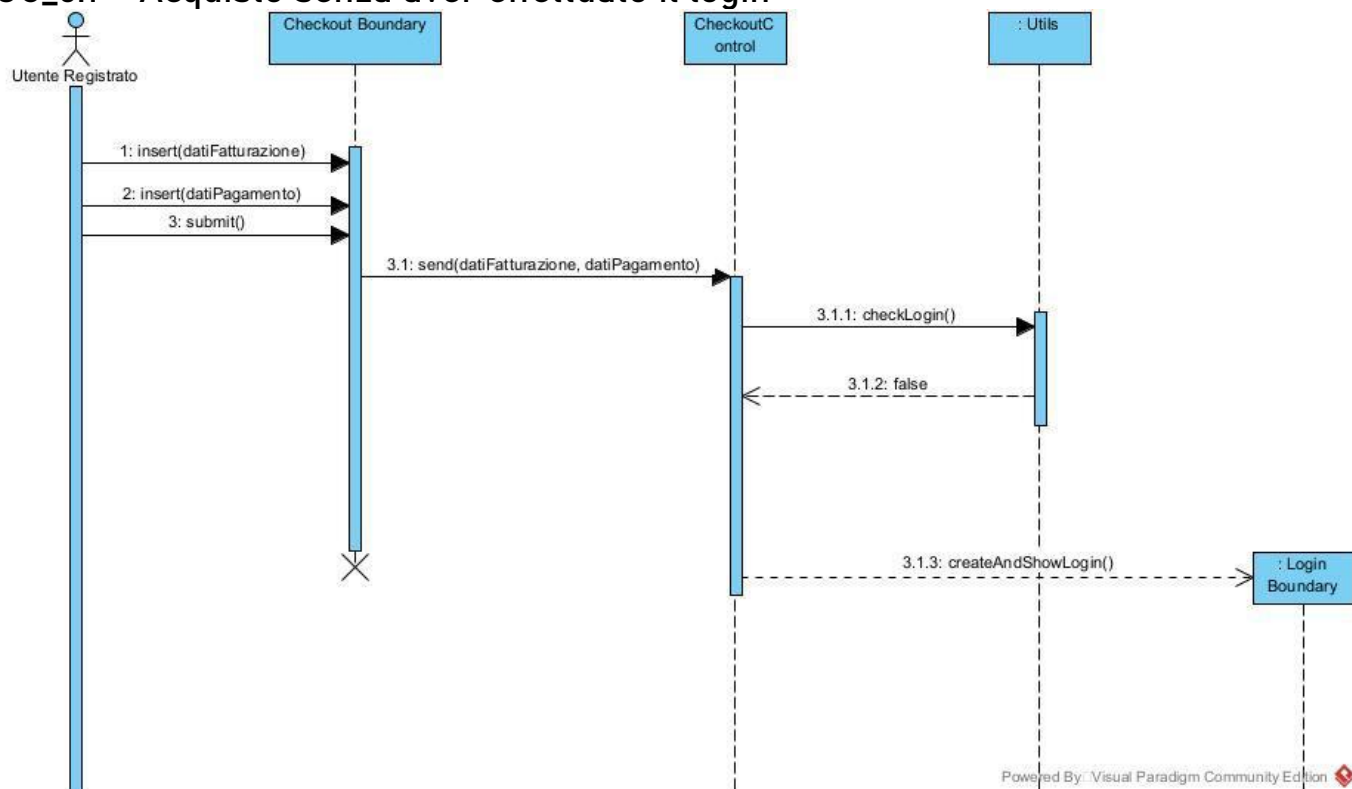 Acquisto senza aver effettuato il login
Utente Registrato
Checkout Boundary
CheckoutC
ontrol
: Utils
1: insert(datiFatturazione)
2: insert(datiPagamento)
3: submit()
3.1: send(datiFatturazione, datiPagamento)
3.1.1: checkLogin()
3.1.2: false
3.1.3: createAndShowLogin()
: Login
Boundary
Powered By Visual Paradigm Community Edition